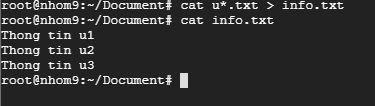 root@nhom9:~/Document# cat u*.txt > info.txt
root@nhom9:~/Document# cat info.txt
Thong tin u1
Thong tin u2
Thong tin u3
root@nhom9:~/Document#